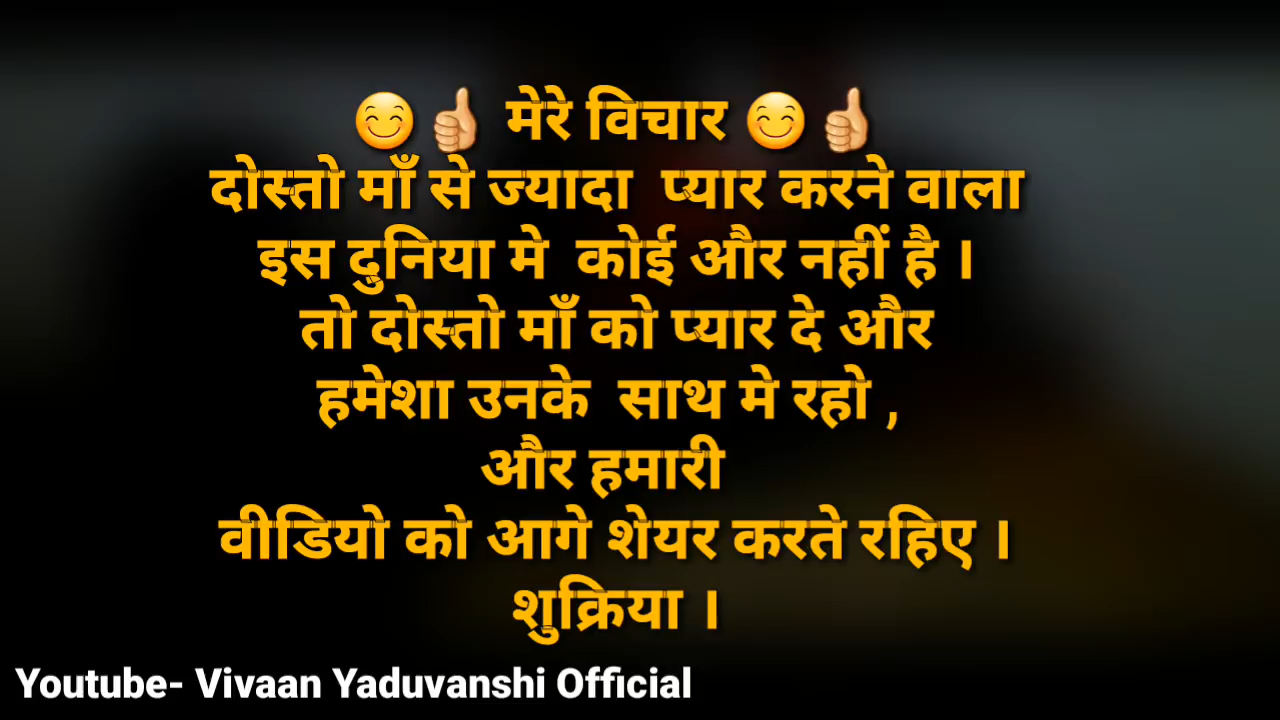 😊👍 मेरे विचार 😊👍
दोस्तो माँ से ज्यादा प्यार करने वाला
इस दुनिया मे कोई और नहीं है ।
तो दोस्तो माँ को प्यार दे और
हमेशा उनके साथ मे रहो ,
और हमारी
वीडियो को आगे शेयर करते रहिए ।
शुक्रिया ।
Youtube- Vivaan Yaduvanshi Official